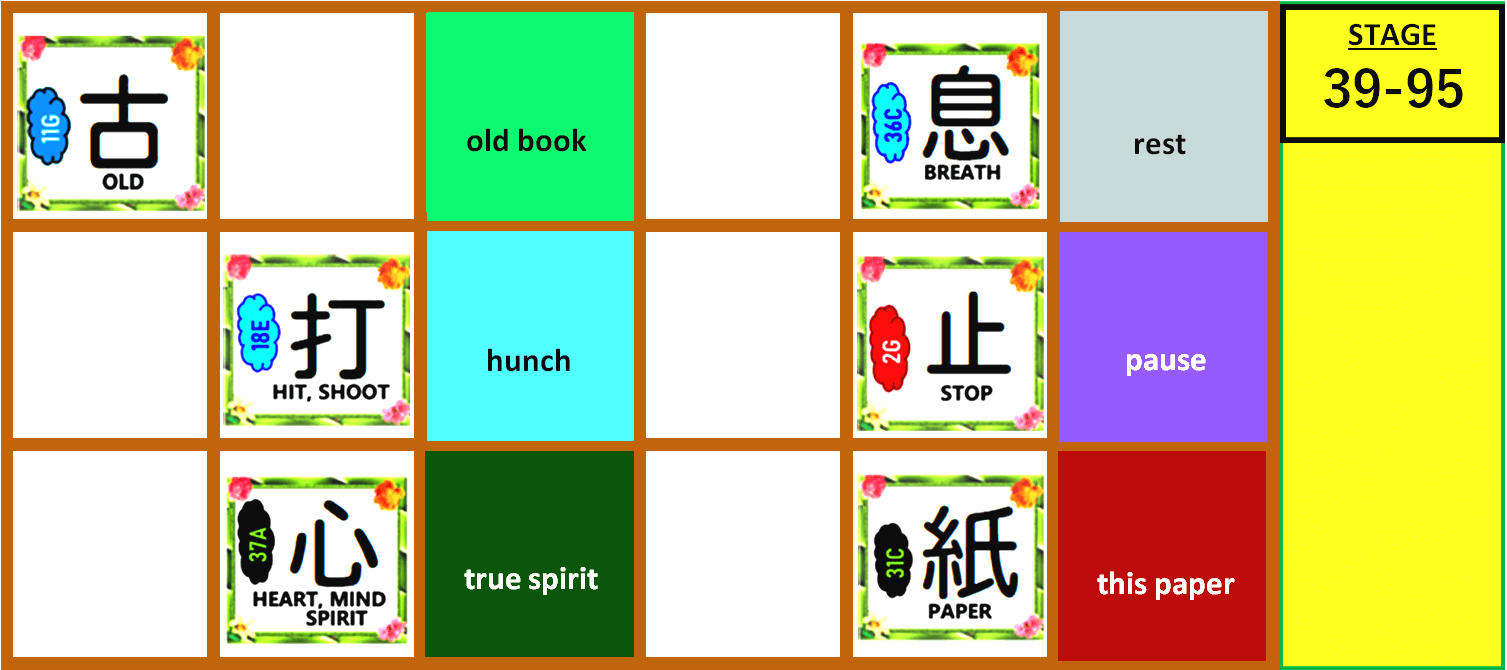 11G
古
OLD
old book
36C
息
BREATH
rest
STAGE
39-95
18E
打
HIT, SHOOT
hunch
2G
止
STOP
pause
37A
心
HEART, MIND
SPIRIT
true spirit
31C
紙
PAPER
this paper